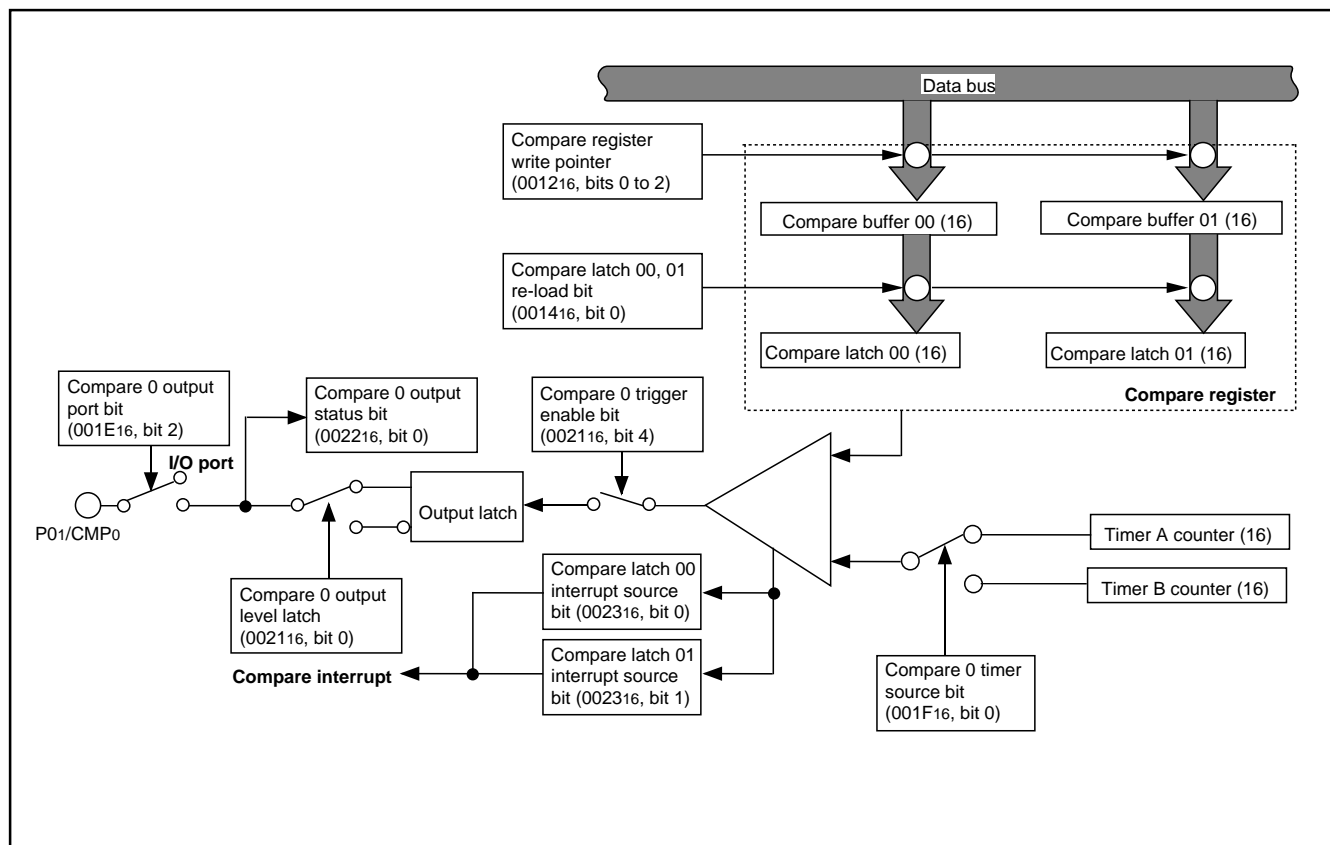 Data bus
Compare register
write pointer
(001216, bits 0 to 2)
Compare buffer 00 (16)
Compare buffer 01 (16)
Compare latch 00, 01
re-load bit
(001416, bit 0)
Compare latch 00 (16)
Compare latch 01 (16)
Compare register
Compare 0 output
port bit
(001E16, bit 2)
Compare 0 output
status bit
(002216, bit 0)
Compare 0 trigger
enable bit
(002116, bit 4)
I/O port
P01/CMP0
Output latch
Timer A counter (16)
Timer B counter (16)
Compare 0 output
level latch
(002116, bit 0)
Compare latch 00
interrupt source
bit (002316, bit 0)
Compare latch 01
interrupt source
bit (002316, bit 1)
Compare interrupt
Compare 0 timer
source bit
(001F16, bit 0)